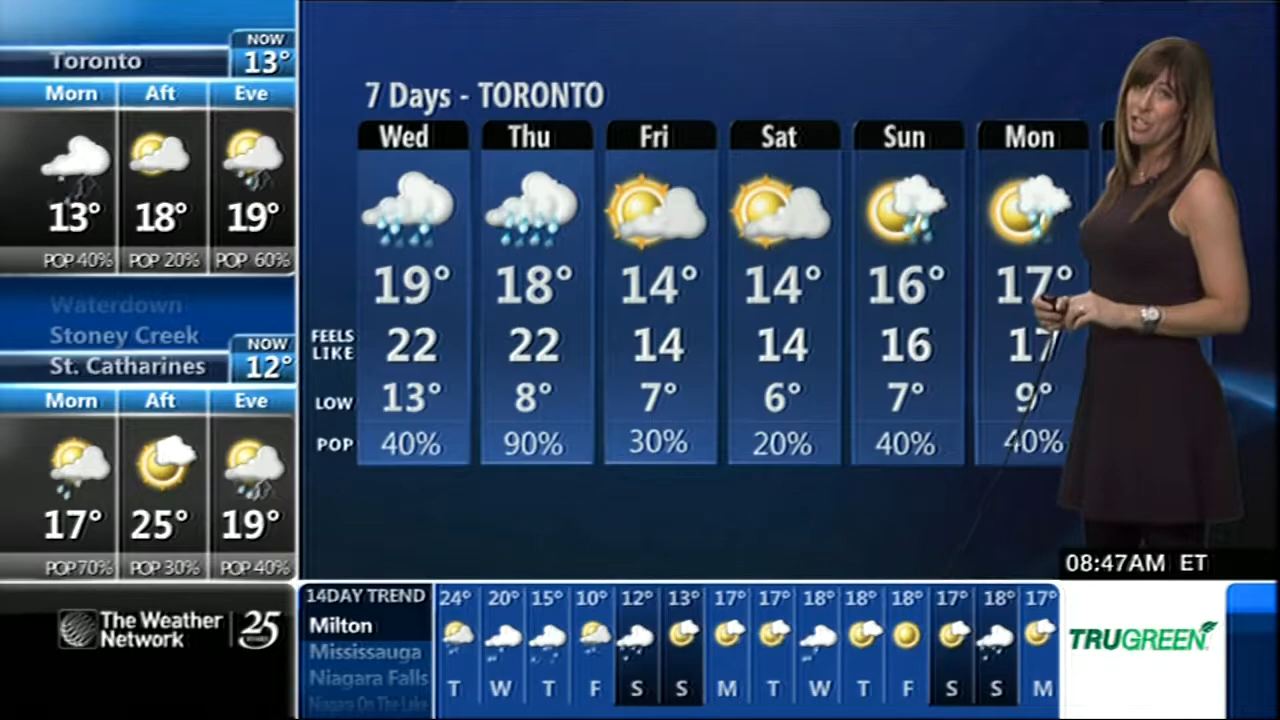 NOW
Toronto 13°
Morn Aft Eve
13° 18° 19°
POP 40% POP 20% POP 60%
Waterdown
Stoney Creek
NOW
St. Catharines 12°
Morn Aft Eve
17° 25° 19°
POP 70% POP 30% POP 40%
The Weather
Network
25
7 Days - TORONTO
Wed Thu Fri Sat Sun Mon
19° 18° 14° 14° 16° 17°
FEELS
LIKE 22 22 14 14 16 17
LOW 13° 8° 7° 6° 7° 9°
POP 40% 90% 30% 20% 40% 40%
08:47AM ET
14DAY TREND 24° 20° 15° 10° 12° 13° 17° 17° 18° 18° 18° 17° 18° 17°
Milton
Mississauga
Niagara Falls
Niagara On The Lake
T W T F S S M T W T F S S M
TRUGREEN